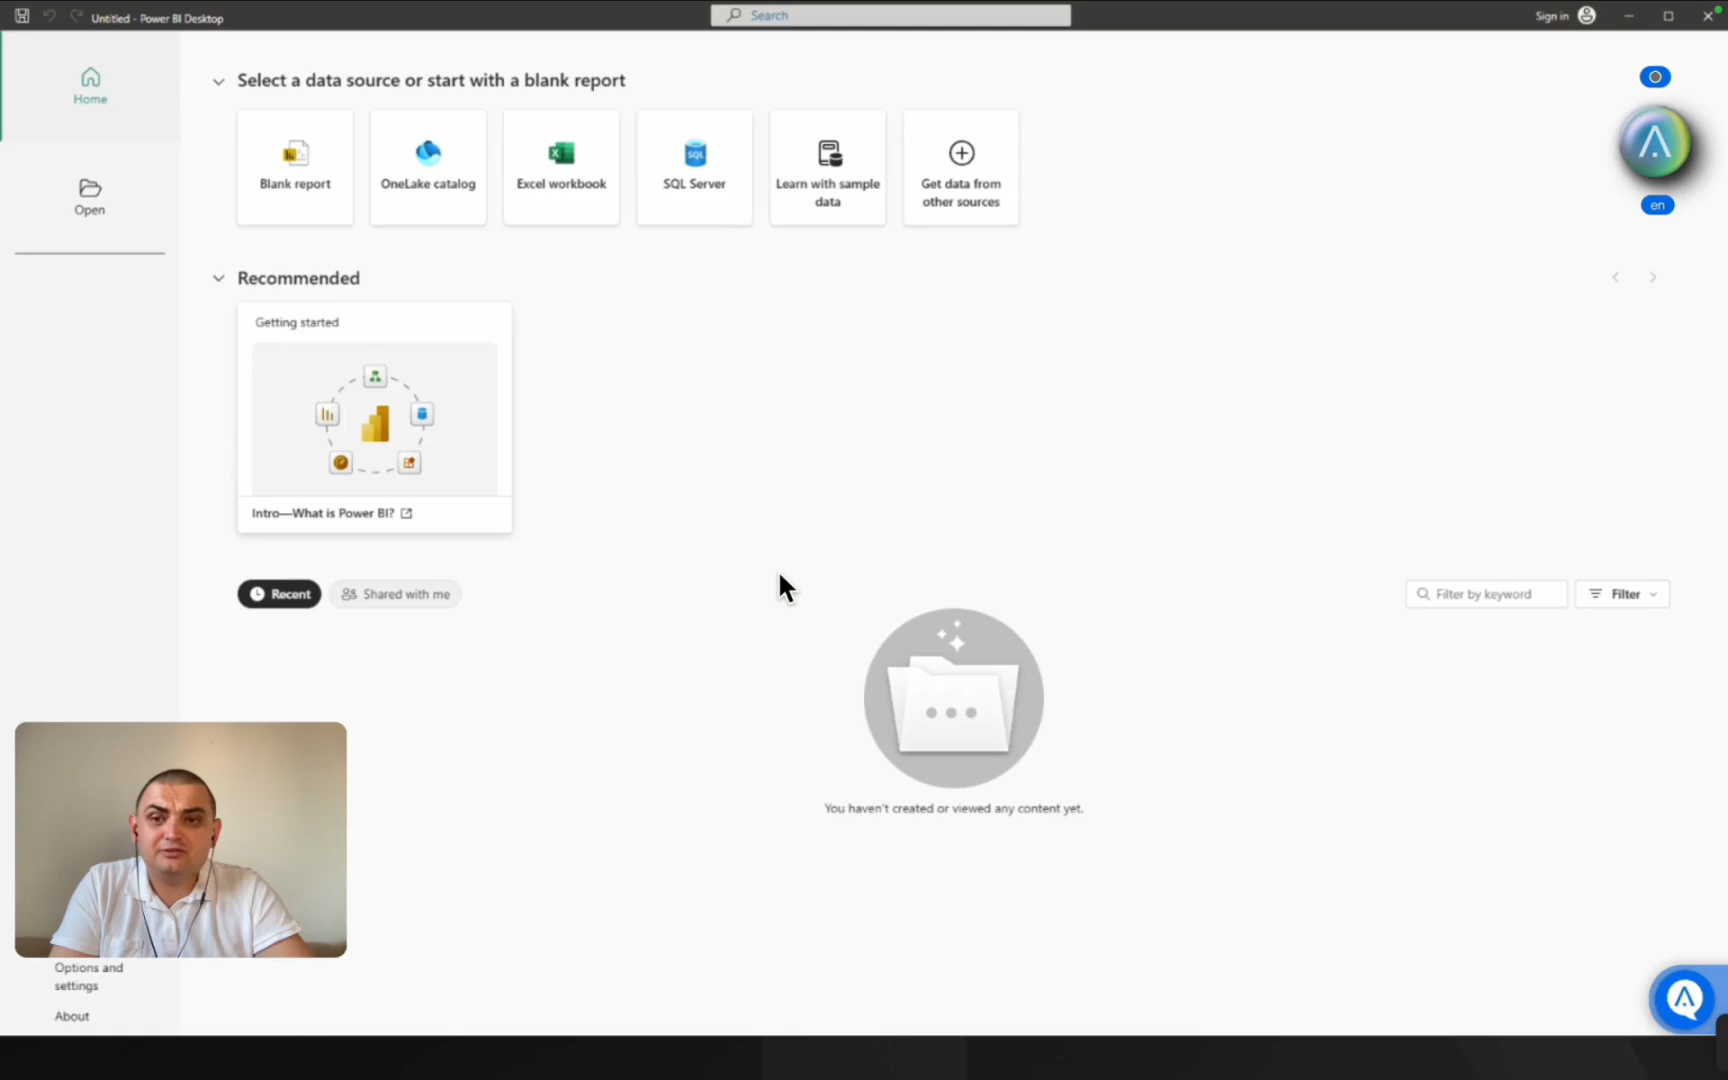 Untitled - Power BI Desktop
Search
Sign in
Home
Open
Select a data source or start with a blank report
Blank report
OneLake catalog
Excel workbook
SQL
SQL Server
Learn with sample
data
Get data from
other sources
en
Recommended
Getting started
Intro—What is Power BI?
Recent
Shared with me
Filter by keyword
Filter
You haven't created or viewed any content yet.
Options and
settings
About